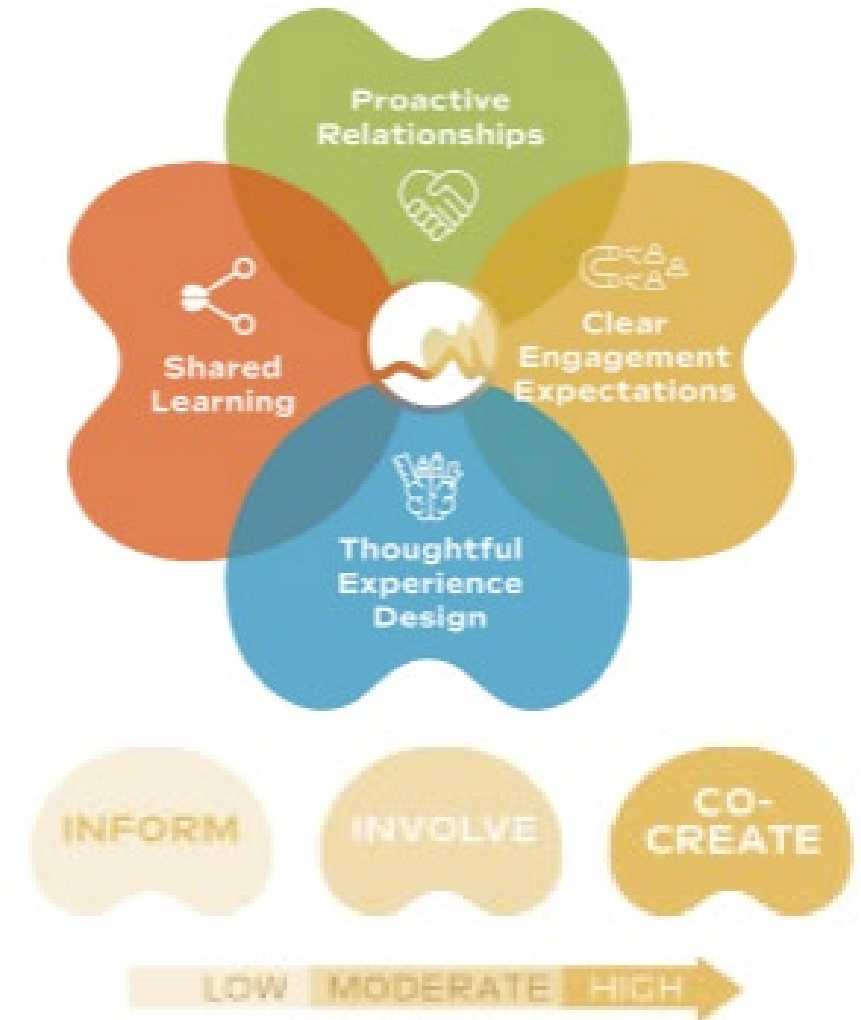 Proactive
Relationships
Shared
Learning
Clear
Engagement
Expectations
Thoughtful
Experience
Design
INFORM
INVOLVE
CO-
CREATE
LOW
MODERATE
HIGH